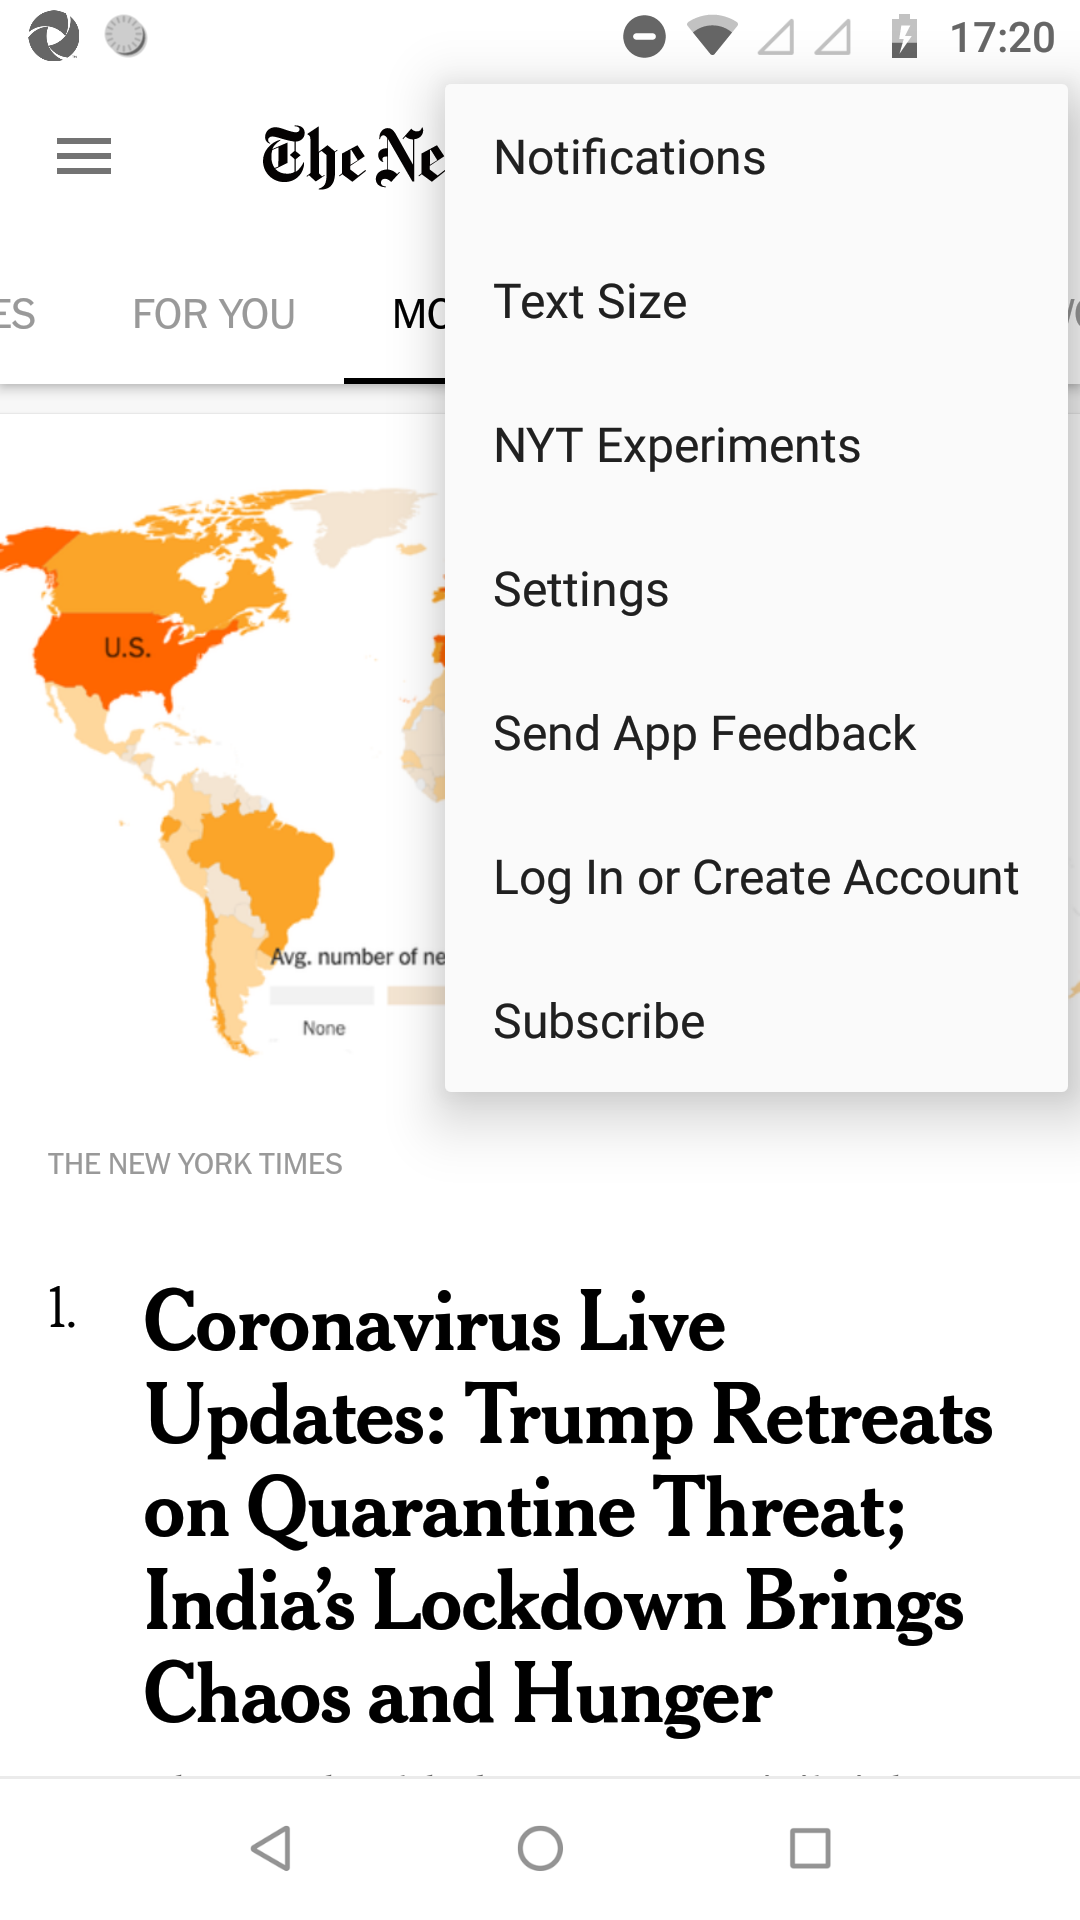 17:20
The Ne
Notifications
Text Size
NYT Experiments
Settings
Send App Feedback
Log In or Create Account
Subscribe
ES FOR YOU MO
U.S.
Avg. number of ne
None
THE NEW YORK TIMES
1. Coronavirus Live
Updates: Trump Retreats
on Quarantine Threat;
India’s Lockdown Brings
Chaos and Hunger